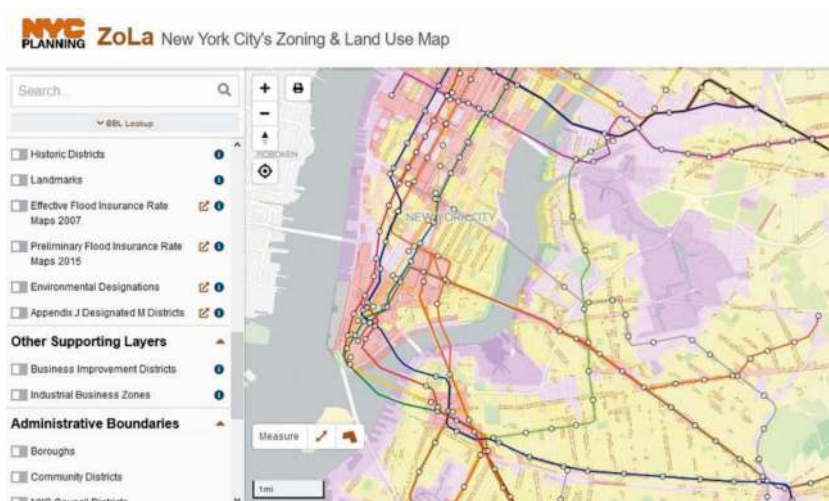 NYC
PLANNING
ZoLa New York City's Zoning & Land Use Map
Search...
BBL Lookup
Historic Districts
Landmarks
Effective Flood Insurance Rate
Maps 2007
Preliminary Flood Insurance Rate
Maps 2015
Environmental Designations
Appendix J Designated M Districts
Other Supporting Layers
Business Improvement Districts
Industrial Business Zones
Administrative Boundaries
Boroughs
Community Districts
HOBOKEN
NEW YORK CITY
Measure
1mi